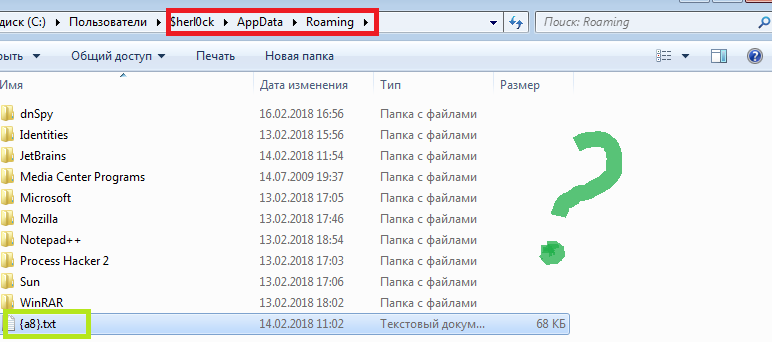 диск (C:) ▸ Пользователи ▸ $herl0ck ▸ AppData ▸ Roaming ▸ Поиск: Roaming
рыть Общий доступ Печать Новая папка
Имя Дата изменения Тип Размер
dnSpy 16.02.2018 16:56 Папка с файлами
Identities 13.02.2018 15:56 Папка с файлами
JetBrains 14.02.2018 11:54 Папка с файлами
Media Center Programs 14.07.2009 19:37 Папка с файлами
Microsoft 13.02.2018 17:05 Папка с файлами
Mozilla 13.02.2018 17:46 Папка с файлами
Notepad++ 13.02.2018 18:54 Папка с файлами
Process Hacker 2 13.02.2018 17:03 Папка с файлами
Sun 13.02.2018 17:06 Папка с файлами
WinRAR 13.02.2018 18:02 Папка с файлами
{a8}.txt 14.02.2018 11:02 Текстовый докум... 68 КБ
?